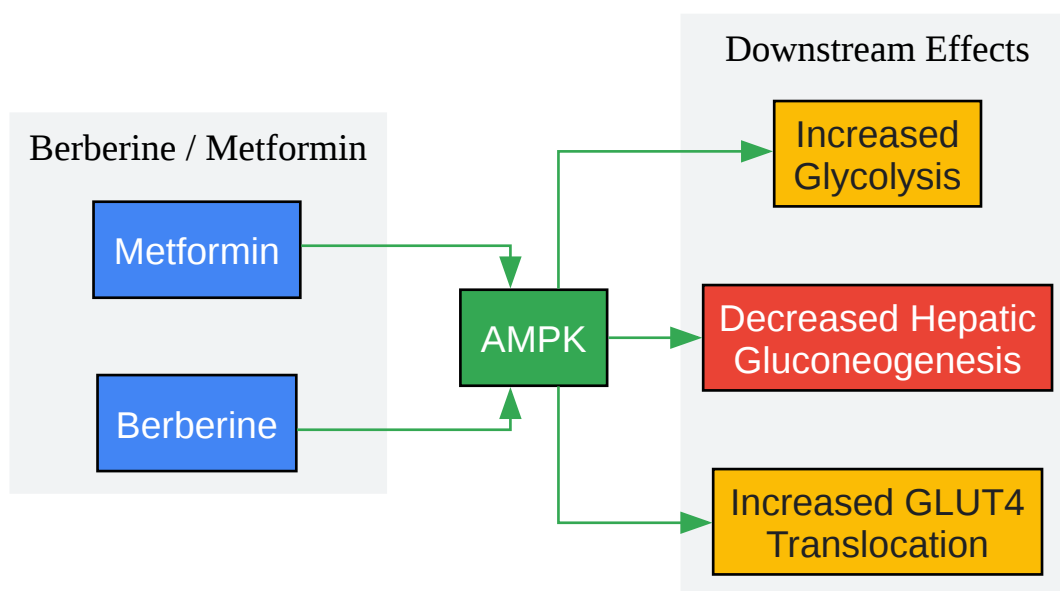 Berberine / Metformin
Metformin
Berberine
AMPK
Downstream Effects
Increased
Glycolysis
Decreased Hepatic
Gluconeogenesis
Increased GLUT4
Translocation